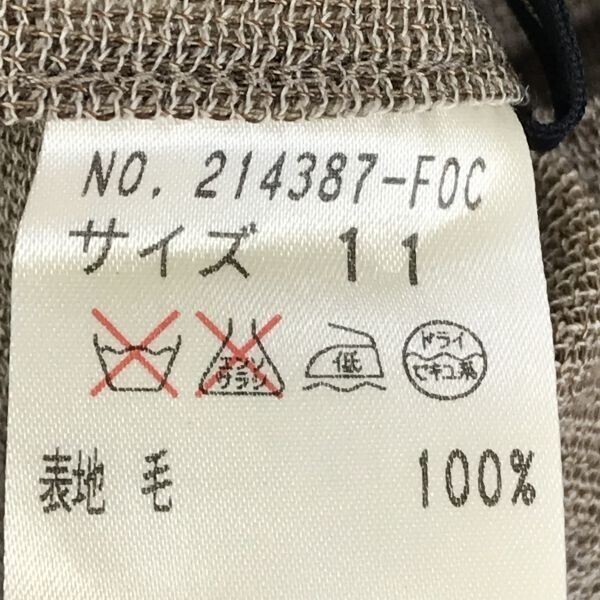 NO. 214387-FOC
サイズ 11
エンソ サラシ 低 ドライ セキユ系
表地 毛 100%